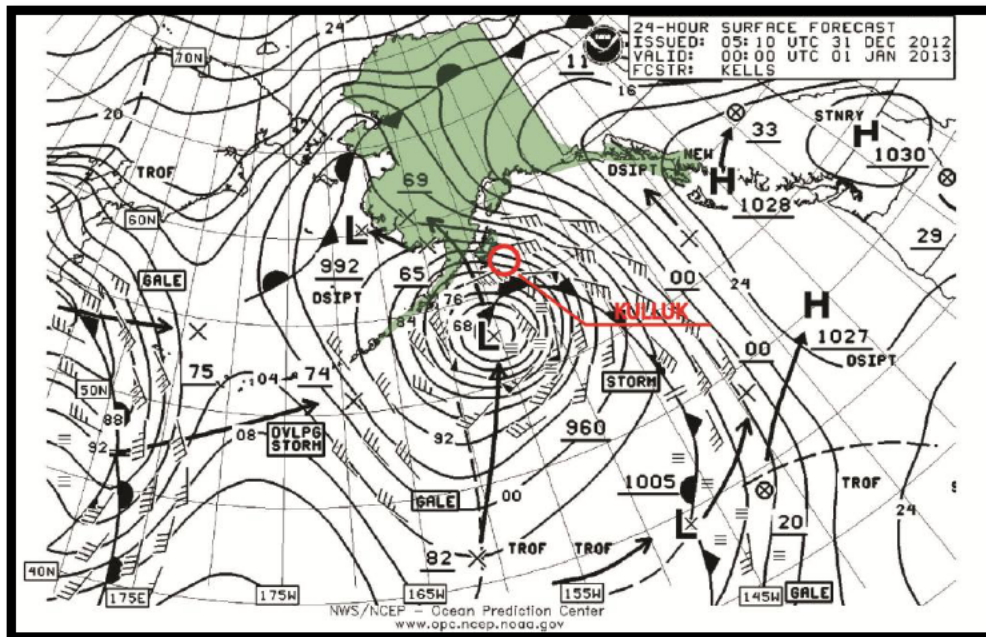 24-HOUR SURFACE FORECAST
ISSUED: 05:10 UTC 31 DEC 2012
VALID: 00:00 UTC 01 JAN 2013
FCSTR: KELLS
70N
11
16
20
33
STNRY
H
1030
TROF
NEW
DSIPT
H
1028
69
60N
L
992
DSIPT
65
29
GALE
00
24
76
84
68
L
KULLUK
H
1027
DSIPT
75
104
74
00
STORM
50N
88
92
08
DVLPG
STORM
92
960
GALE
00
1005
TROF
24
L
20
40N
82
TROF
TROF
175E
175W
165W
155W
145W
GALE
NWS/NCEP - Ocean Prediction Center
www.opc.ncep.noaa.gov